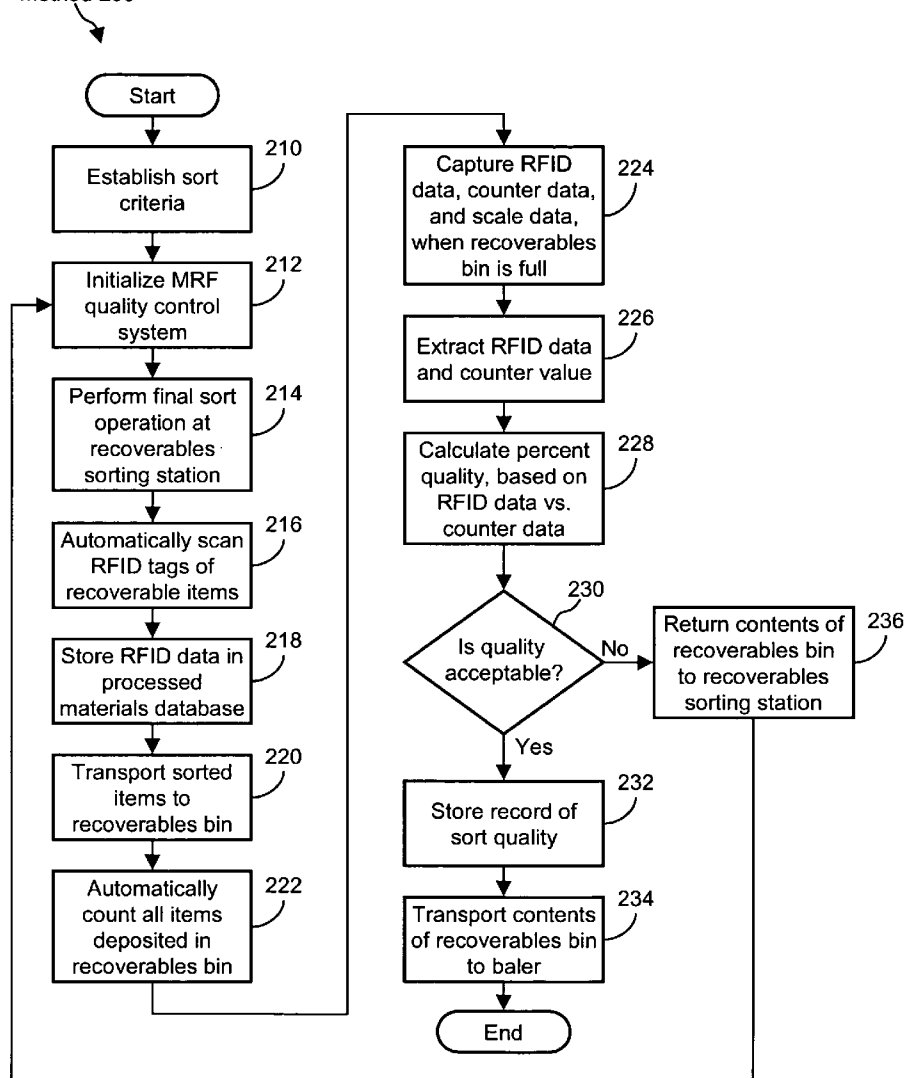 Start
210
Establish sort
criteria
212
Initialize MRF
quality control
system
214
Perform final sort
operation at
recoverables
sorting station
216
Automatically scan
RFID tags of
recoverable items
218
Store RFID data in
processed
materials database
220
Transport sorted
items to
recoverables bin
222
Automatically
count all items
deposited in
recoverables bin
224
Capture RFID
data, counter data,
and scale data,
when recoverables
bin is full
226
Extract RFID data
and counter value
228
Calculate percent
quality, based on
RFID data vs.
counter data
230
Is quality
acceptable?
No
Yes
236
Return contents of
recoverables bin
to recoverables
sorting station
232
Store record of
sort quality
234
Transport contents
of recoverables bin
to baler
End